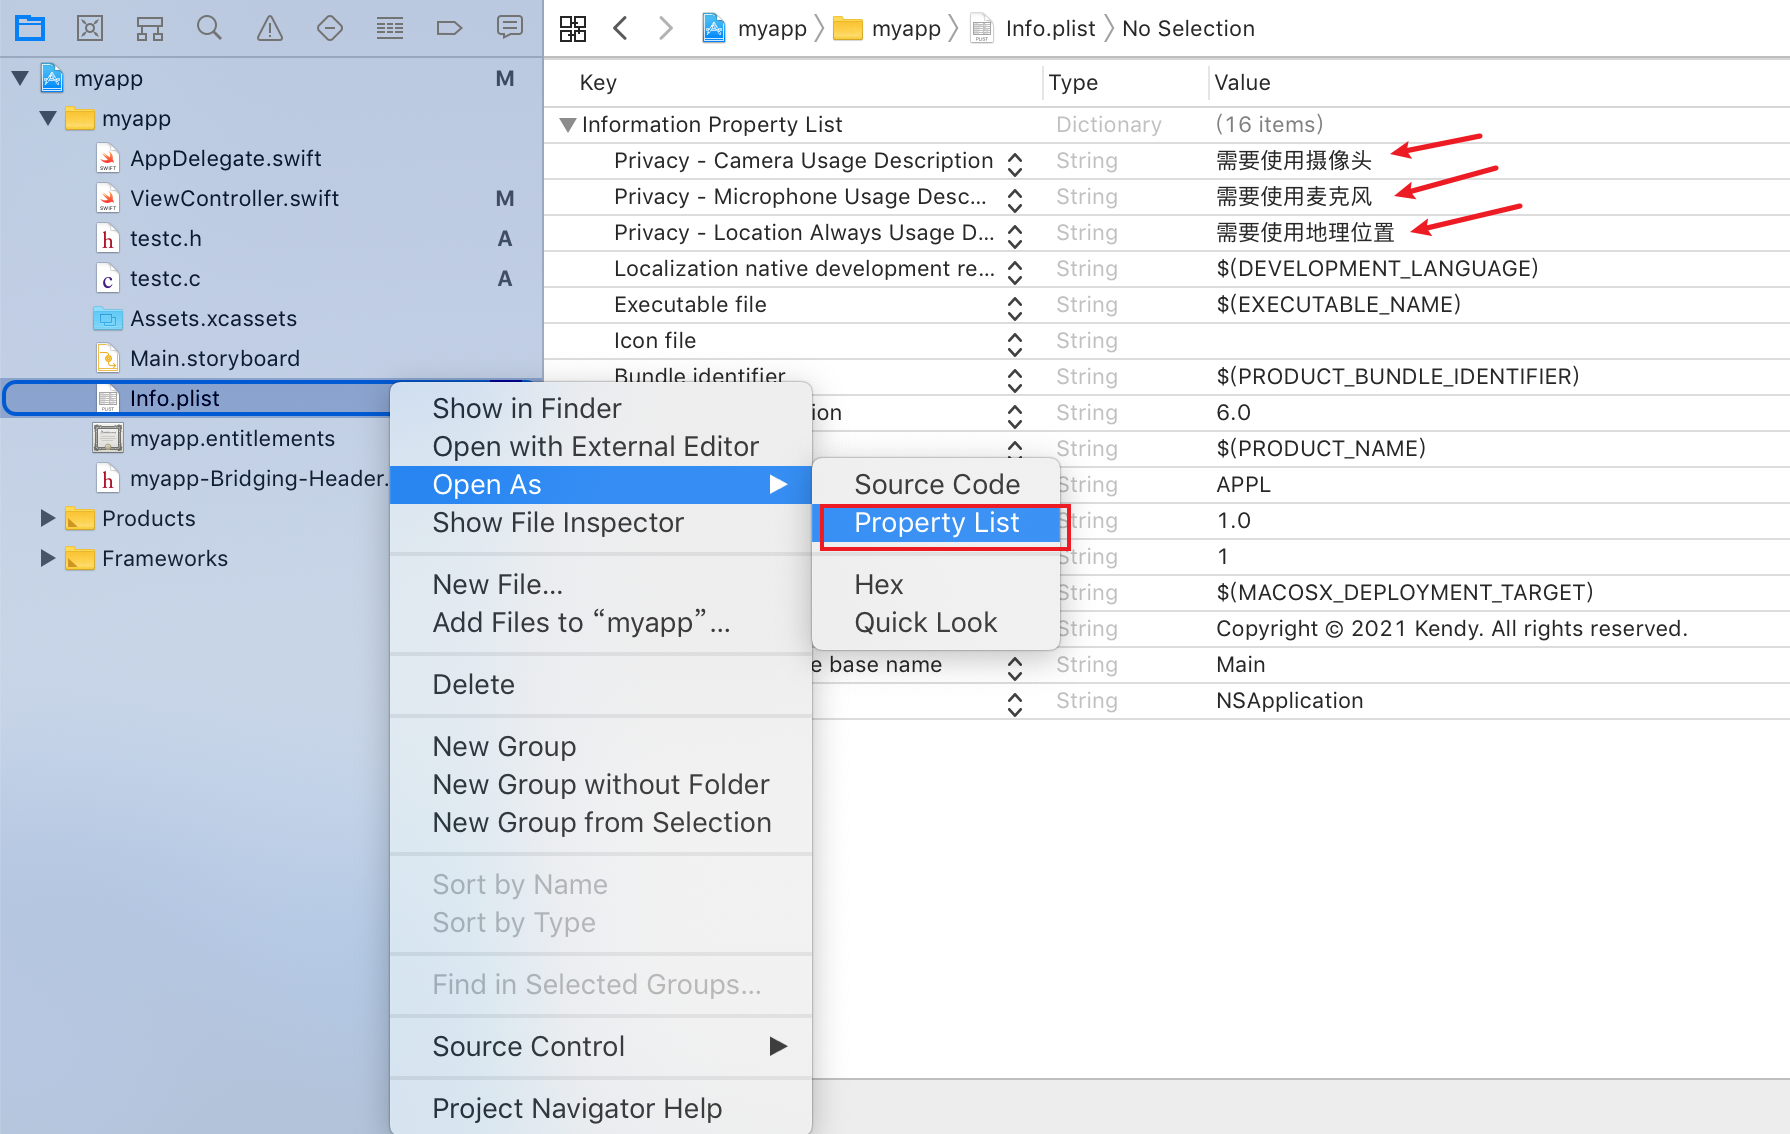 myapp M
myapp
AppDelegate.swift
ViewController.swift M
testc.h A
testc.c A
Assets.xcassets
Main.storyboard
Info.plist
myapp.entitlements
myapp-Bridging-Header.
Products
Frameworks
myapp myapp Info.plist No Selection
Key Type Value
Information Property List Dictionary (16 items)
Privacy - Camera Usage Description String 需要使用摄像头
Privacy - Microphone Usage Desc... String 需要使用麦克风
Privacy - Location Always Usage D... String 需要使用地理位置
Localization native development re... String $(DEVELOPMENT_LANGUAGE)
Executable file String $(EXECUTABLE_NAME)
Icon file String
Bundle identifier String $(PRODUCT_BUNDLE_IDENTIFIER)
ion String 6.0
String $(PRODUCT_NAME)
String APPL
String 1.0
String 1
String $(MACOSX_DEPLOYMENT_TARGET)
String Copyright © 2021 Kendy. All rights reserved.
e base name String Main
String NSApplication
Show in Finder
Open with External Editor
Open As
Show File Inspector
New File...
Add Files to “myapp”...
Delete
New Group
New Group without Folder
New Group from Selection
Sort by Name
Sort by Type
Find in Selected Groups...
Source Control
Project Navigator Help
Source Code
Property List
Hex
Quick Look